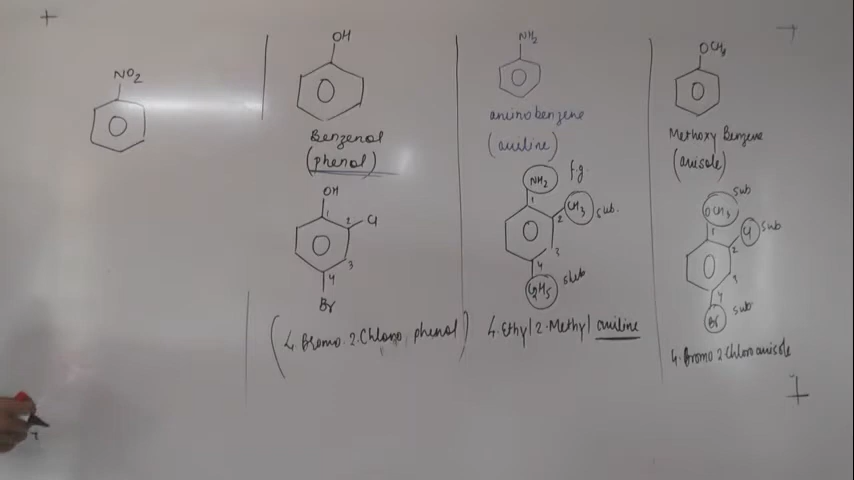 NO2
OH
Benzenol
(phenol)
OH
1
2
Cl
3
4
Br
(4-Bromo-2-Chloro phenol)
NH2
aminobenzene
(aniline)
f.g.
NH2
1
CH3
sub.
2
3
4
C2H5
sub
4-Ethyl 2-Methyl aniline
OCH3
Methoxy Benzene
(anisole)
sub
OCH3
1
Cl
sub
2
3
4
Br
sub
4-Bromo 2 Chloro anisole